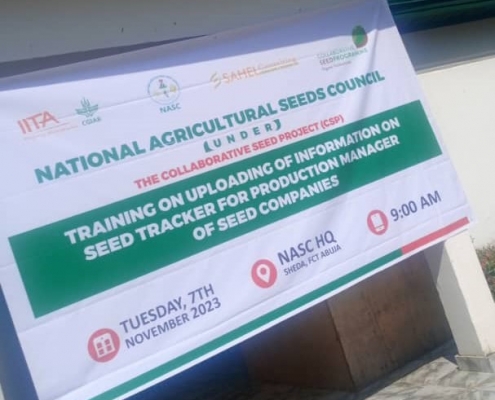 IITA
CGIAR
NASC
SAHEL Consulting
COLLABORATIVE
SEED PROGRAMME
NATIONAL AGRICULTURAL SEEDS COUNCIL
(UNDER)
THE COLLABORATIVE SEED PROJECT (CSP)
TRAINING ON UPLOADING OF INFORMATION ON
SEED TRACKER FOR PRODUCTION MANAGER
OF SEED COMPANIES
TUESDAY, 7TH
NOVEMBER 2023
NASC HQ
SHEDA, FCT ABUJA
9:00 AM